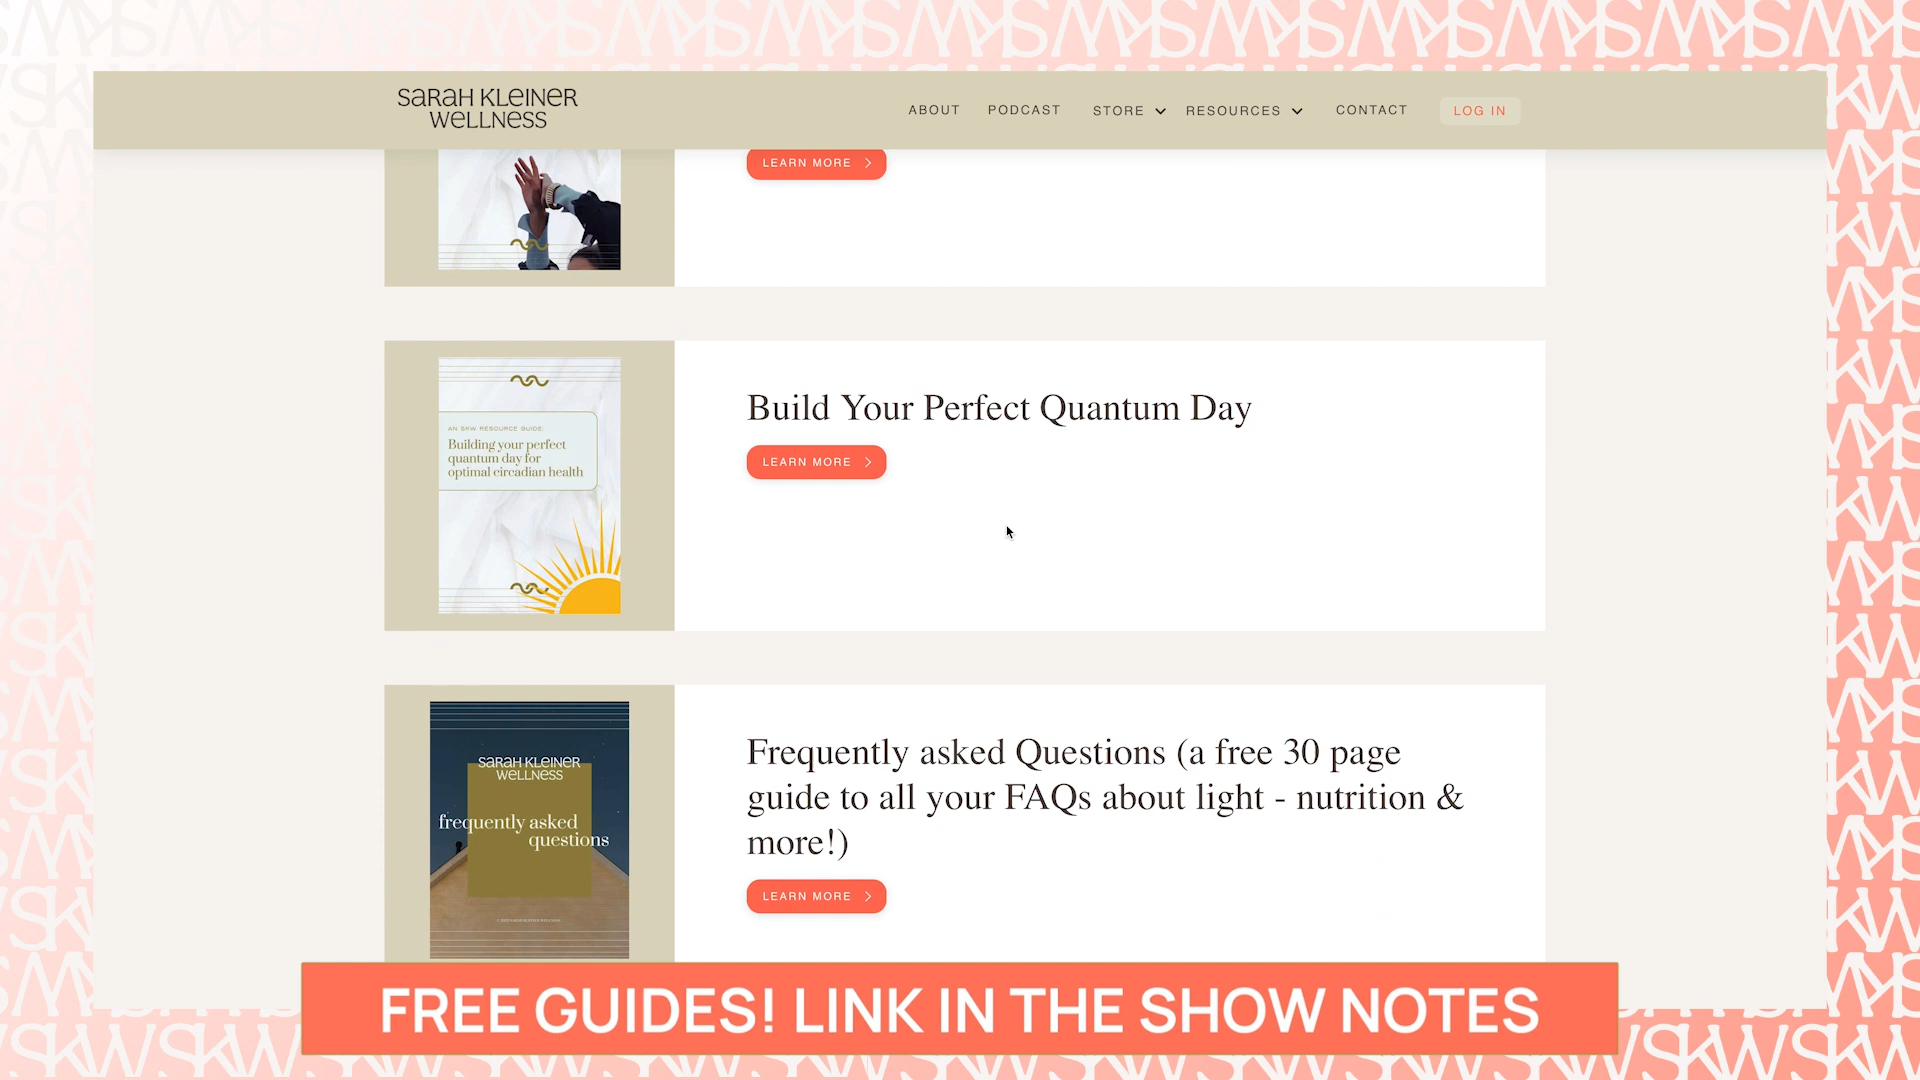 SARAH KLEINER
WELLNESS
ABOUT
PODCAST
STORE
RESOURCES
CONTACT
LOG IN
LEARN MORE
AN SKW RESOURCE GUIDE:
Building your perfect
quantum day for
optimal circadian health
Build Your Perfect Quantum Day
LEARN MORE
SARAH KLEINER
WELLNESS
frequently asked
questions
Frequently asked Questions (a free 30 page
guide to all your FAQs about light - nutrition &
more!)
LEARN MORE
FREE GUIDES! LINK IN THE SHOW NOTES